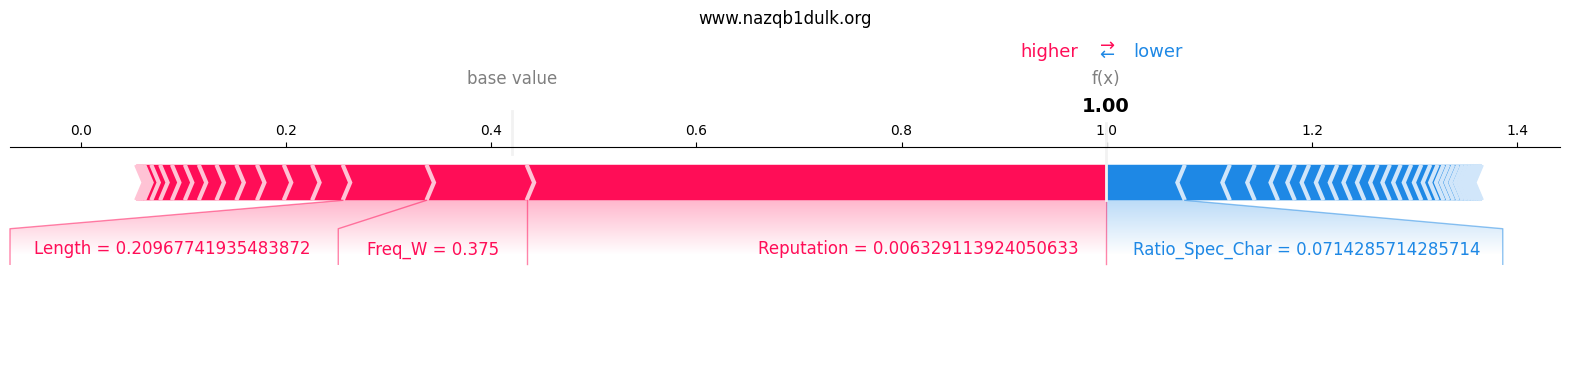 www.nazqb1dulk.org
higher ⇄ lower
base value f(x)
1.00
0.0 0.2 0.4 0.6 0.8 1.0 1.2 1.4
Length = 0.20967741935483872 Freq_W = 0.375 Reputation = 0.006329113924050633 Ratio_Spec_Char = 0.0714285714285714